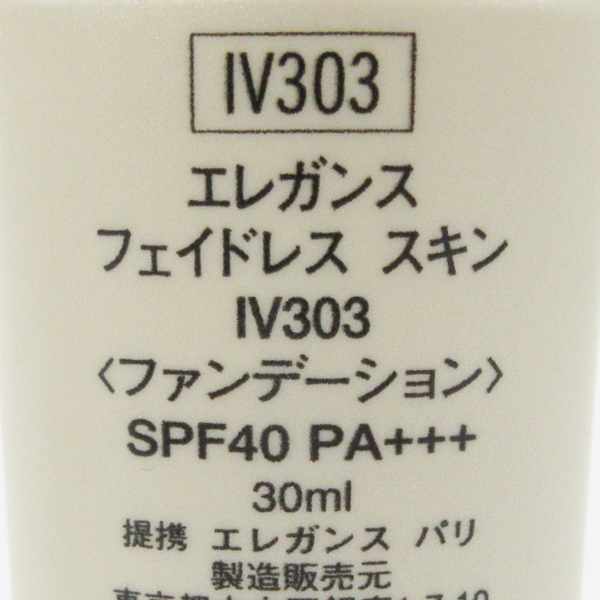 IV303
エレガンス
フェイドレス スキン
IV303
〈ファンデーション〉
SPF40 PA+++
30ml
提携 エレガンス パリ
製造販売元